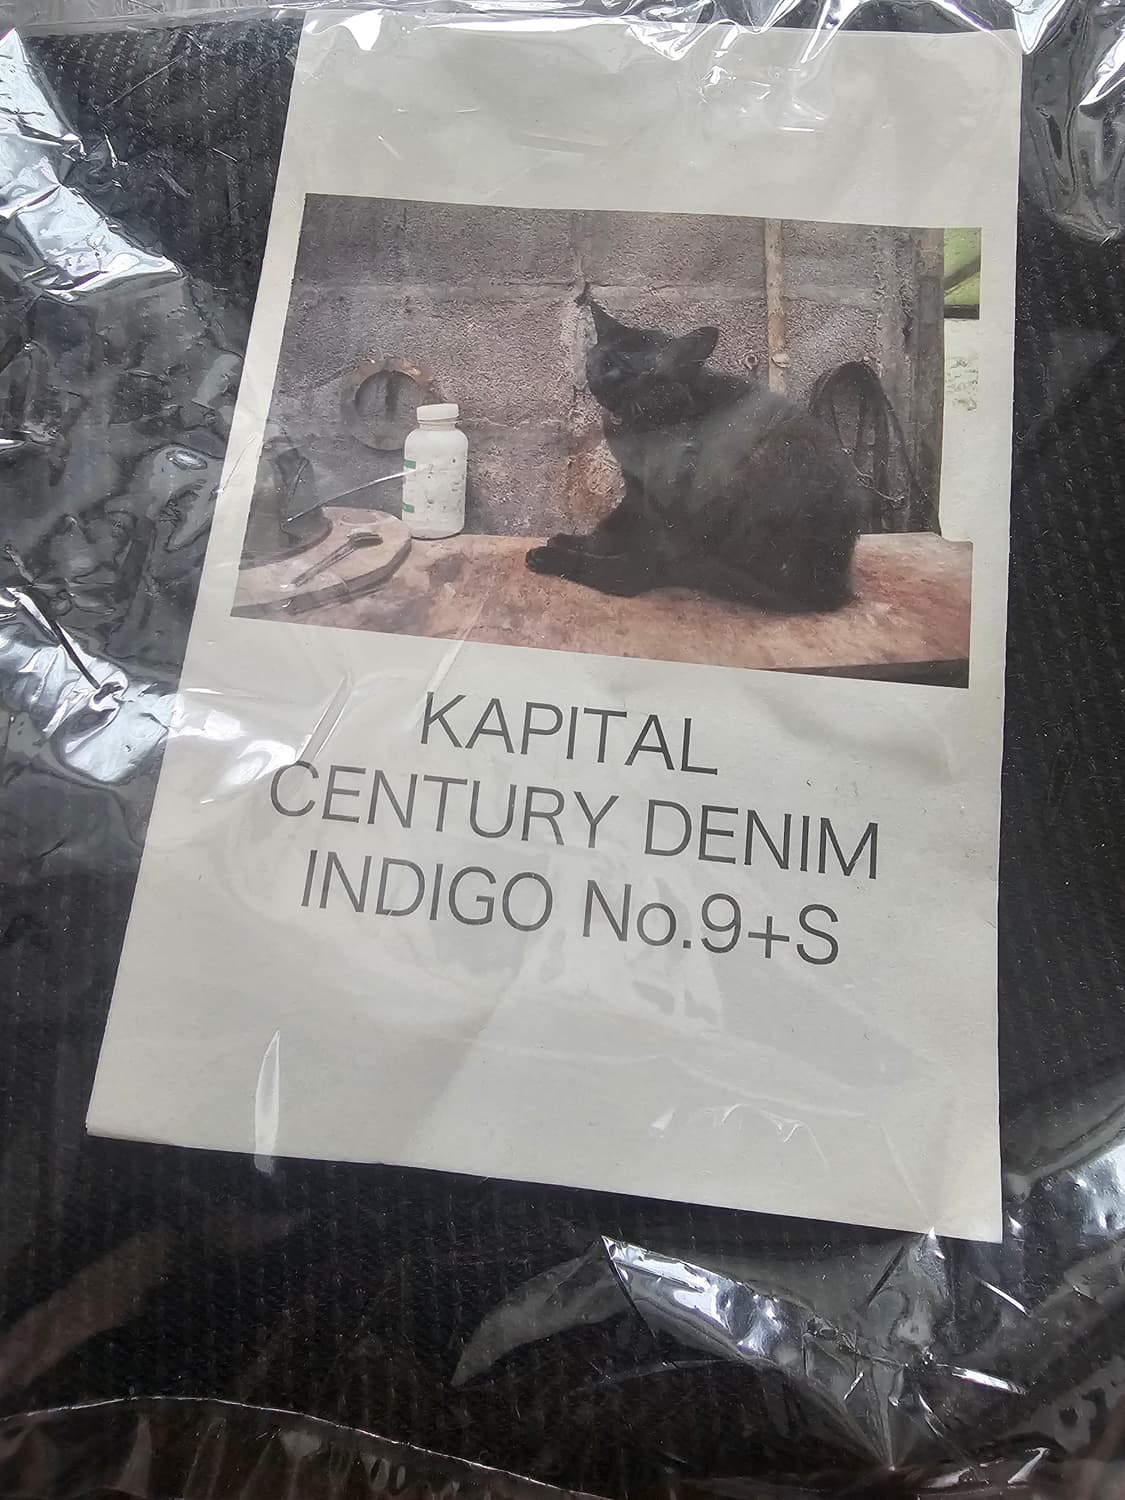 KAPITAL
CENTURY DENIM
INDIGO No.9+S